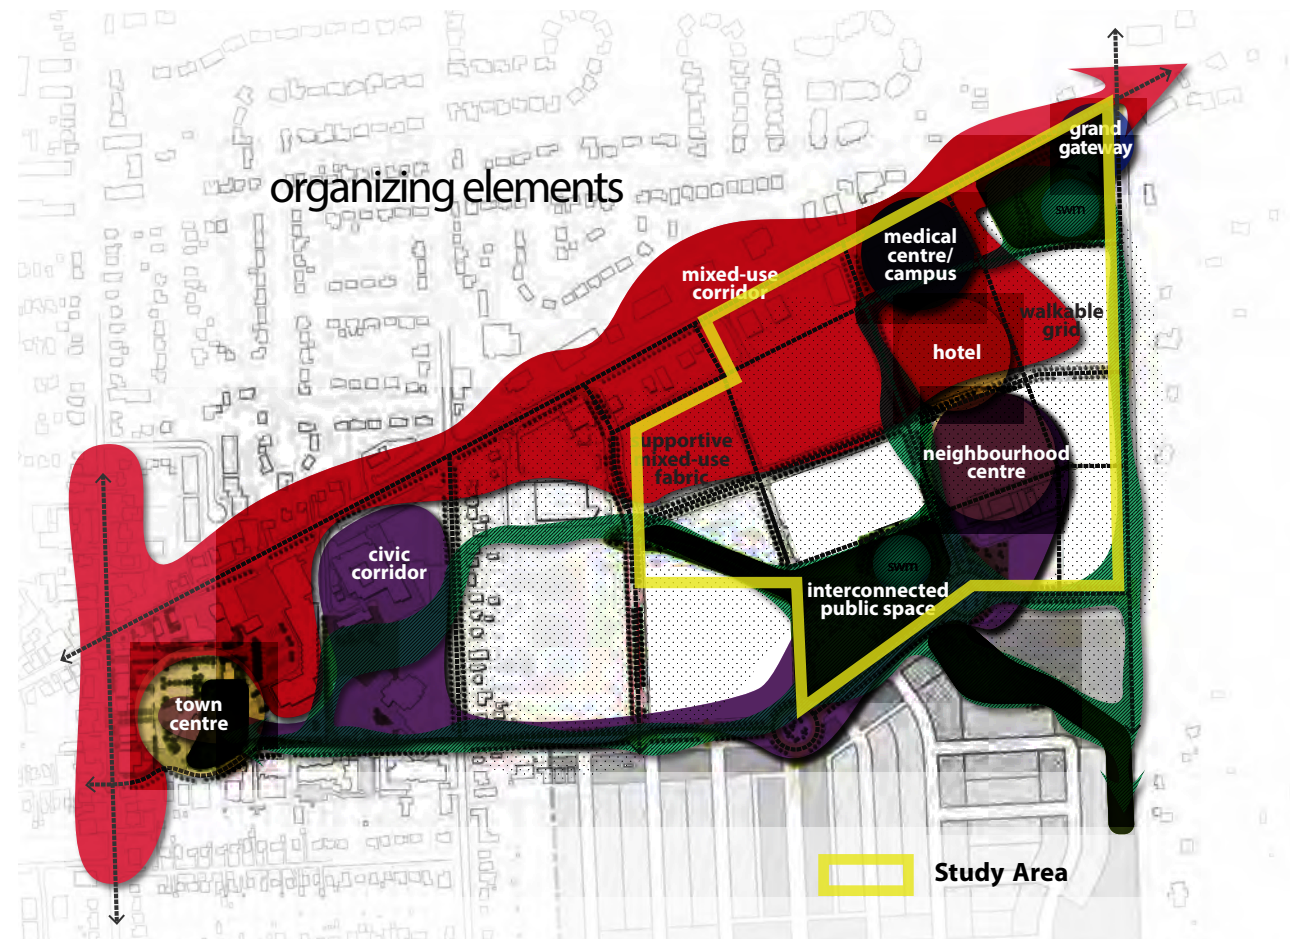 grand
gateway
swm
organizing elements
medical
centre/
campus
mixed-use
corridor
walkable
grid
hotel
supportive
mixed-use
fabric
neighbourhood
centre
civic
corridor
swm
interconnected
public space
town
centre
Study Area